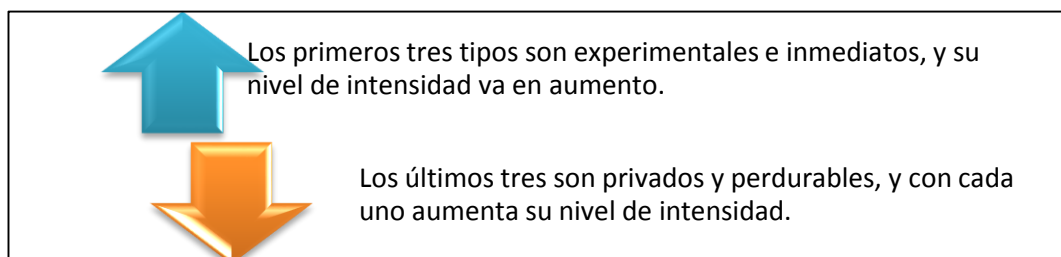 Los primeros tres tipos son experimentales e inmediatos, y su
nivel de intensidad va en aumento.
Los últimos tres son privados y perdurables, y con cada
uno aumenta su nivel de intensidad.